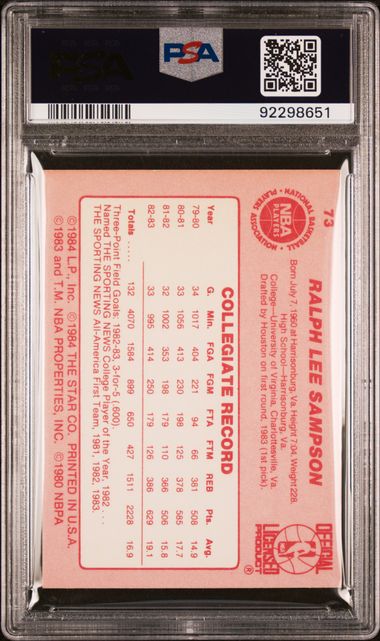 PSA
PSA
92298651
73
NATIONAL BASKETBALL
NBA
PLAYERS
PLAYERS ASSOCIATION
RALPH LEE SAMPSON
Born July 7, 1960 at Harrisonburg, Va. Height 7:04. Weight 228.
High School—Harrisonburg, Va.
College—University of Virginia, Charlottesville, Va.
Drafted by Houston on first round, 1983 (1st pick).
OFFICIAL
LICENSED
PRODUCT
®
COLLEGIATE RECORD
Year G. Min. FGA FGM FTA FTM REB Pts. Avg.
79-80 34 1017 404 221 94 66 381 508 14.9
80-81 33 1056 413 230 198 125 378 585 17.7
81-82 32 1002 353 198 179 110 366 506 15.8
82-83 33 995 414 250 179 126 386 629 19.1
Totals . . . . . 132 4070 1584 899 650 427 1511 2228 16.9
Three-Point Field Goals: 1982-83, 3-for-5 (.600).
Named THE SPORTING NEWS College Player of the Year, 1982 . . .
THE SPORTING NEWS All-America First Team, 1981, 1982, 1983.
©1984 L.P., Inc. ©1984 THE STAR CO. PRINTED IN U.S.A.
©1983 and T.M. NBA PROPERTIES, INC. ©1980 NBPA